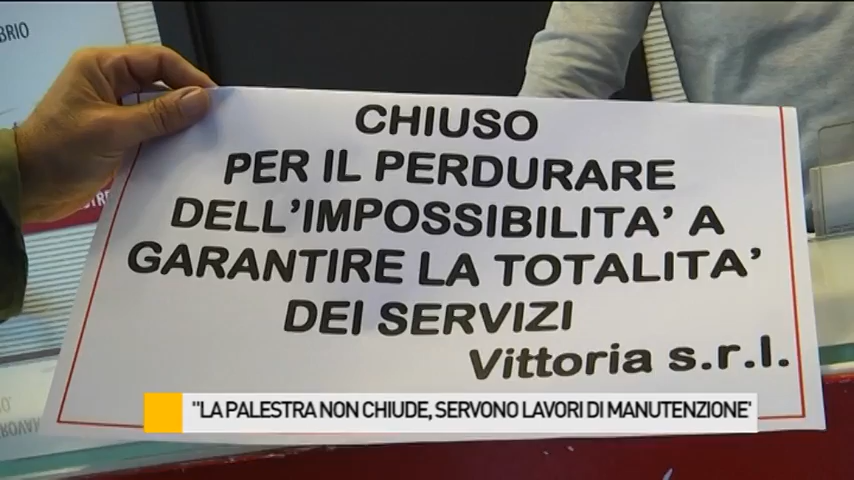 BRIO
CHIUSO
PER IL PERDURARE
DELL'IMPOSSIBILITA' A
GARANTIRE LA TOTALITA'
DEI SERVIZI
Vittoria s.r.l.
"LA PALESTRA NON CHIUDE, SERVONO LAVORI DI MANUTENZIONE"